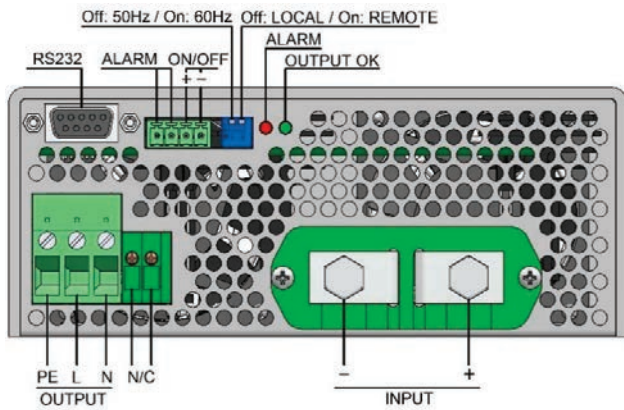 Off: 50Hz / On: 60Hz Off: LOCAL / On: REMOTE
ALARM
RS232 ALARM ON/OFF OUTPUT OK
+ -
PE L N N/C - +
OUTPUT INPUT